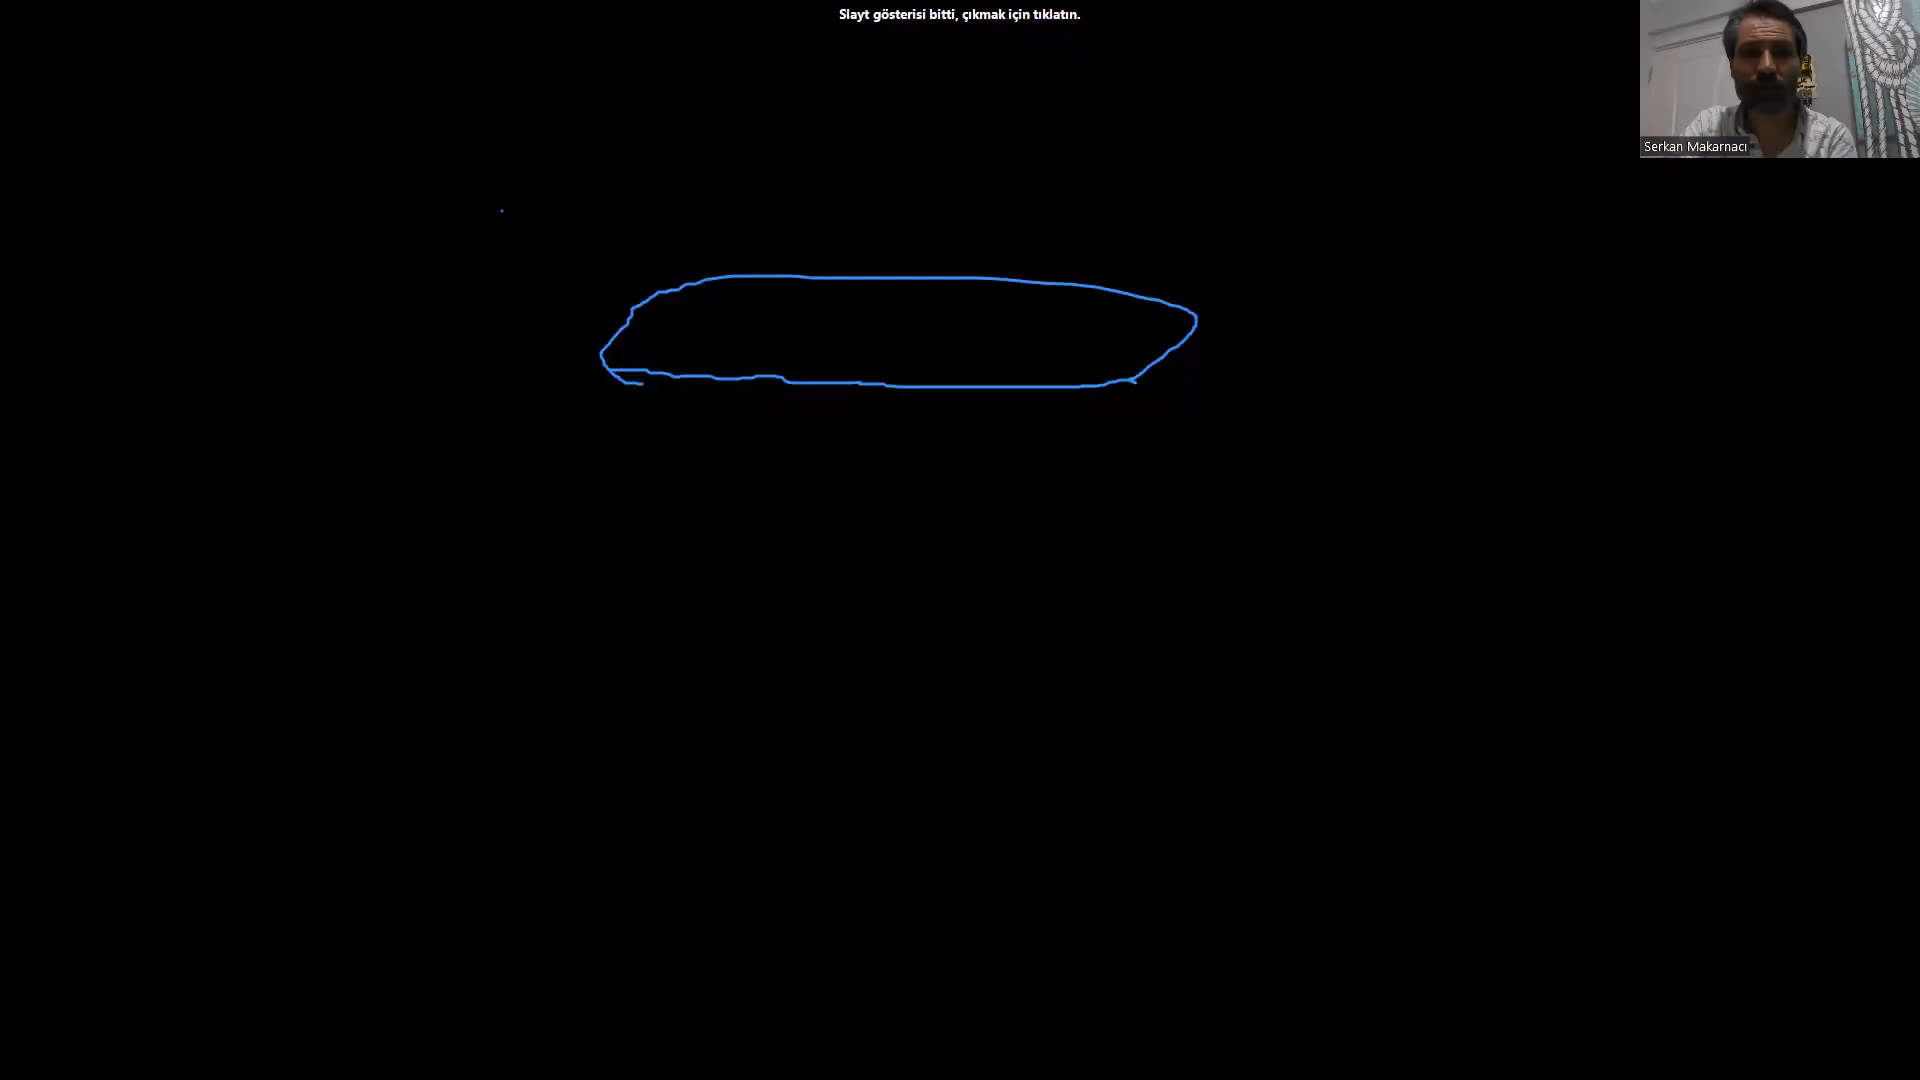 Slayt gösterisi bitti, çıkmak için tıklatın.
Serkan Makarnacı